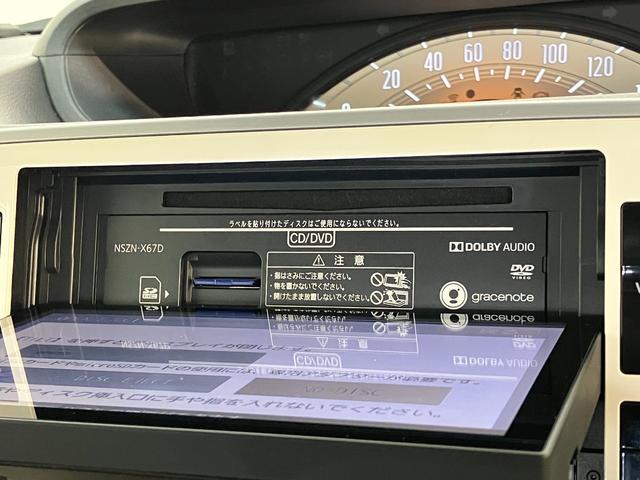 20 40 60 80 100 120
ラベルを貼り付けたディスクはご使用にならないでください。
CD/DVD
NSZN-X67D
DOLBY AUDIO
⚠ 注 意
・指はさみにご注意ください。
・物を置かないでください。
・開けたまま放置しないでください。
DVD
VIDEO
SD
gracenote
DISC EJECT
NO DISC
ディスク挿入口に手や指を入れないでください。